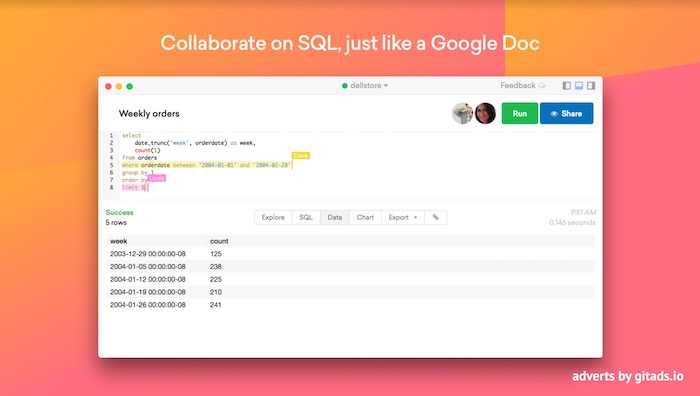 Collaborate on SQL, just like a Google Doc
dellstore
Feedback
Weekly orders
Run
Share
1 select
2 date_trunc('week', orderdate) as week,
3 count(1)
4 from orders
5 where orderdate between '2004-01-01' and '2004-02-28'
6 group by 1
7 order by
8 limit 5
Success
5 rows
Explore SQL Data Chart Export
9:51 AM
0.146 seconds
week count
2003-12-29 00:00:00-08 125
2004-01-05 00:00:00-08 238
2004-01-12 00:00:00-08 225
2004-01-19 00:00:00-08 210
2004-01-26 00:00:00-08 241
adverts by gitads.io